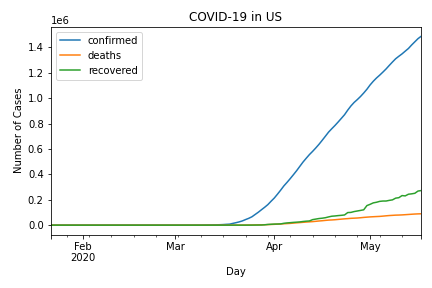 COVID-19 in US
1e6
confirmed
deaths
recovered
1.4
1.2
1.0
0.8
0.6
0.4
0.2
0.0
Number of Cases
Feb
2020
Mar
Apr
May
Day